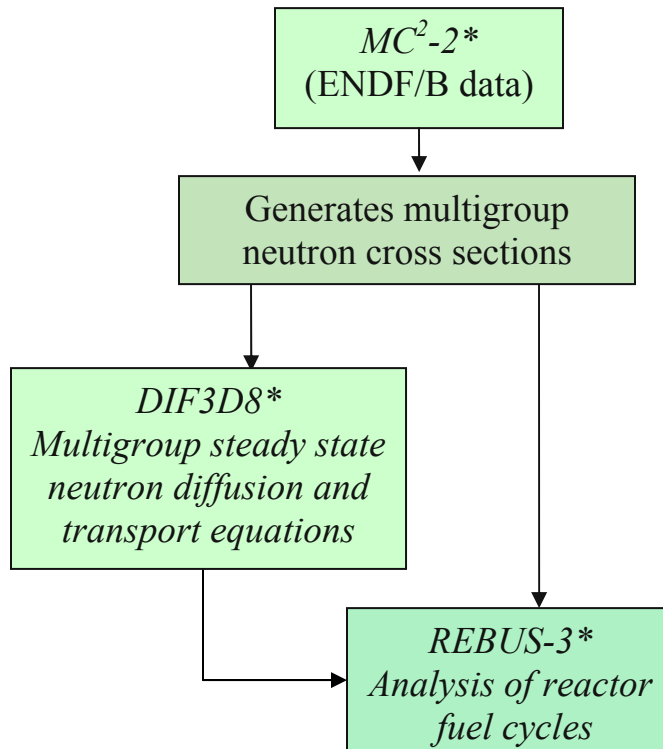 MC²-2*
(ENDF/B data)
Generates multigroup
neutron cross sections
DIF3D8*
Multigroup steady state
neutron diffusion and
transport equations
REBUS-3*
Analysis of reactor
fuel cycles